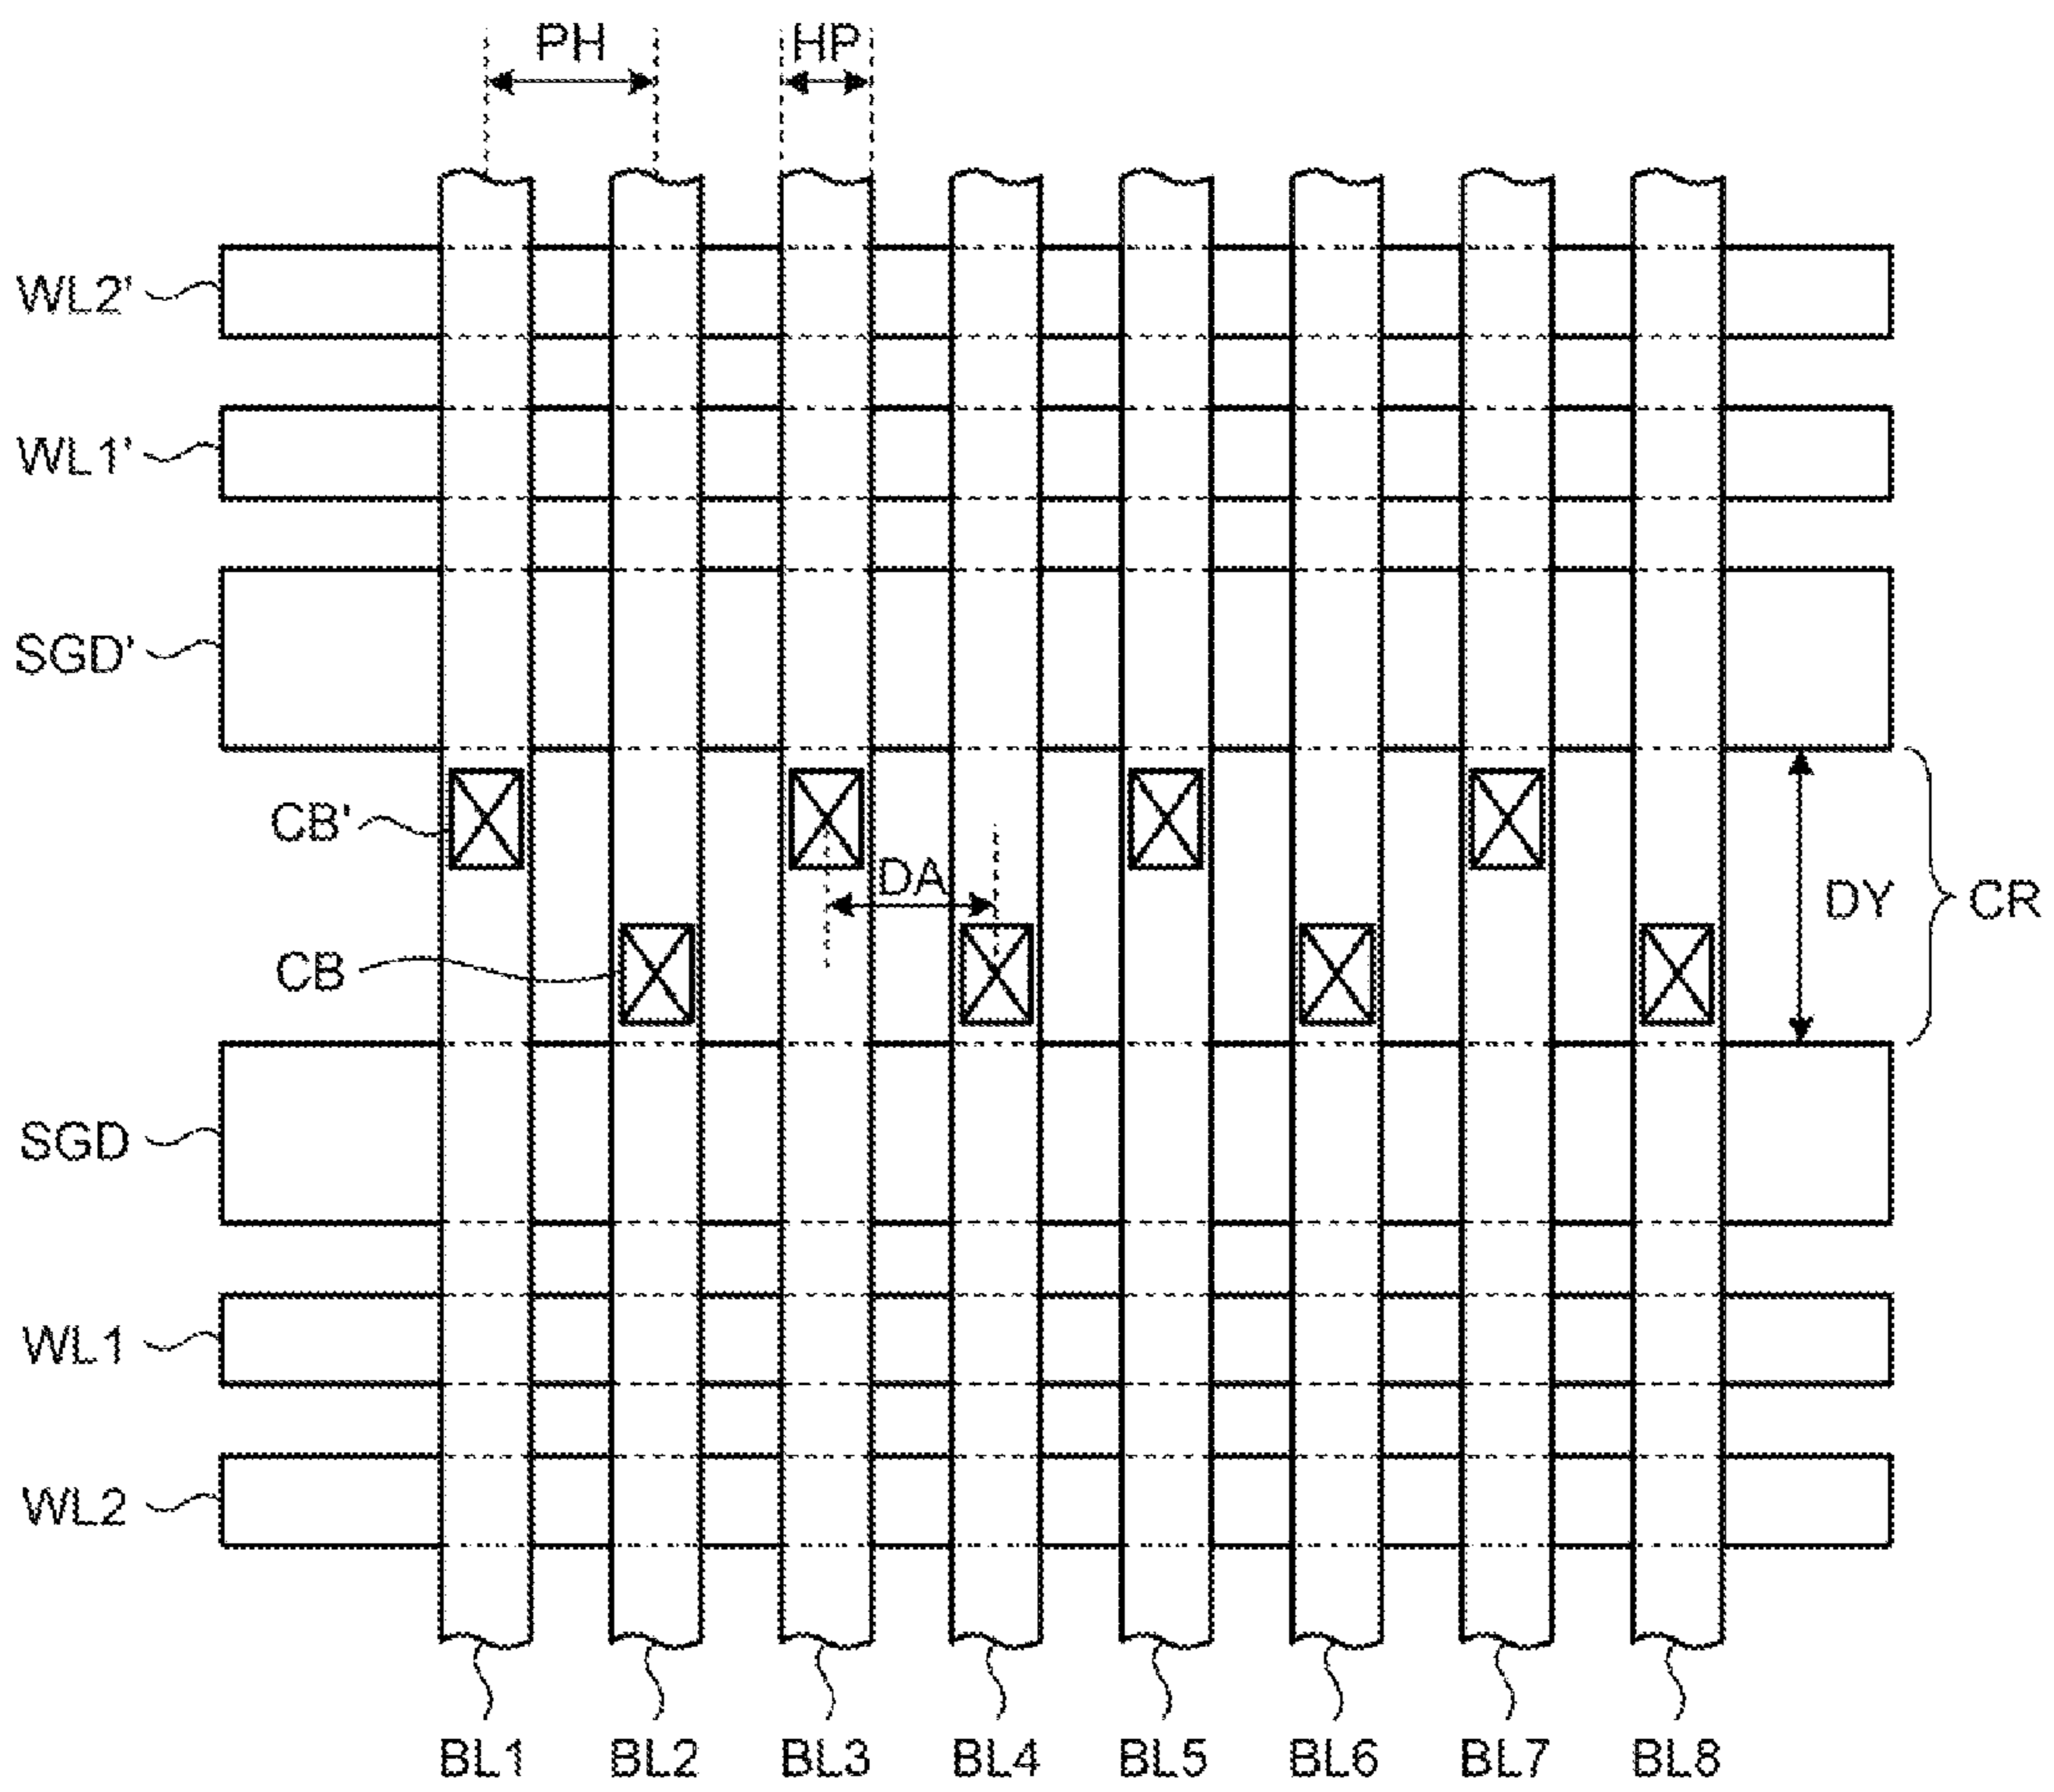 PH
HP
WL2'
WL1'
SGD'
CB'
DA
DY
CR
CB
SGD
WL1
WL2
BL1 BL2 BL3 BL4 BL5 BL6 BL7 BL8